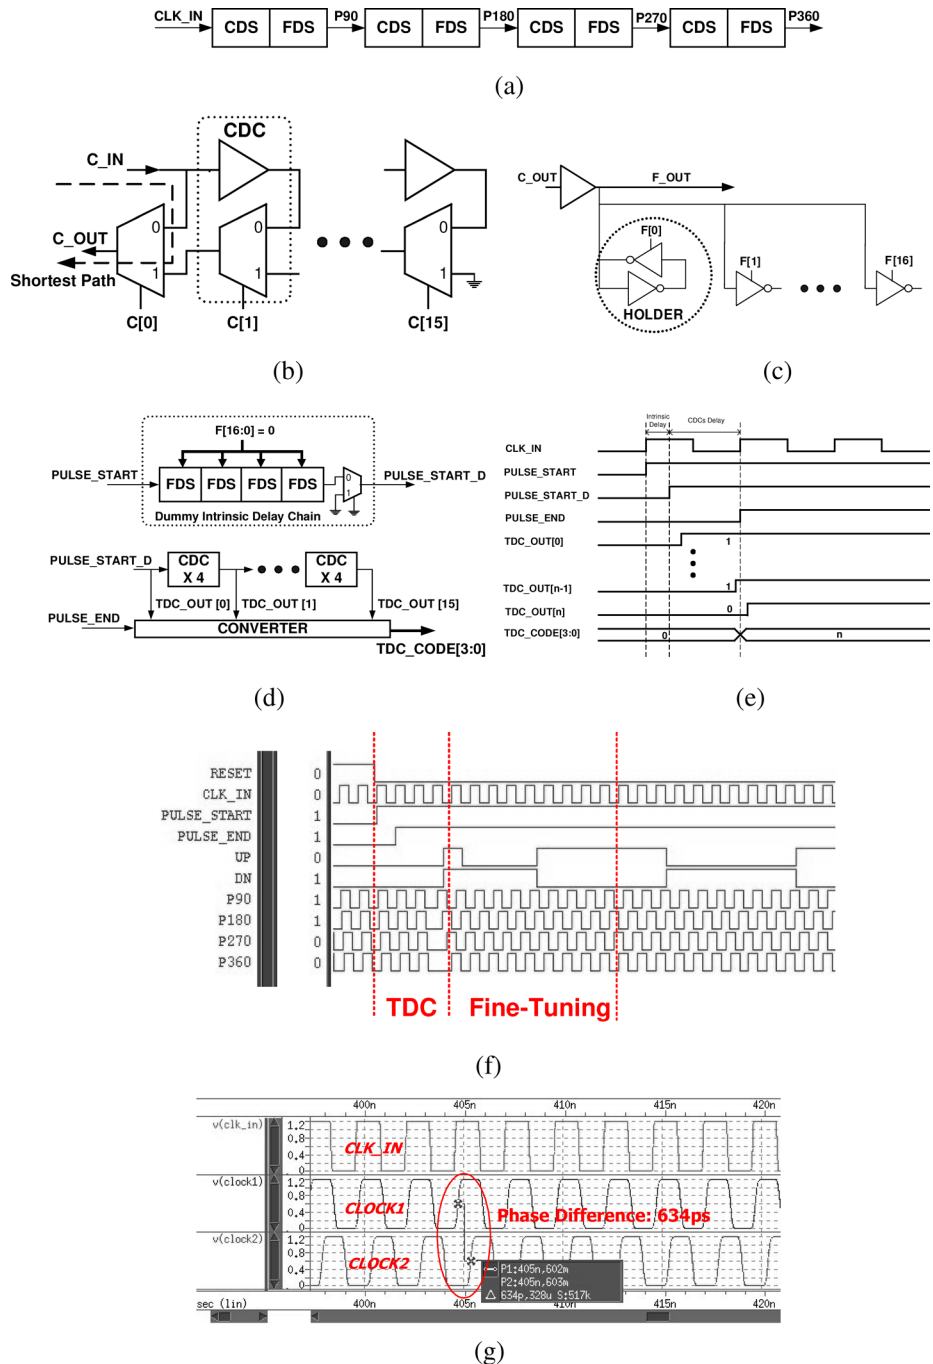 CLK_IN CDS FDS P90 CDS FDS P180 CDS FDS P270 CDS FDS P360
(a)
CDC
C_IN
0 0
C_OUT
1 1 1
Shortest Path
C[0] C[1] C[15]
(b)
C_OUT F_OUT
F[0]
F[1] F[16]
HOLDER
(c)
F[16:0] = 0
PULSE_START FDS FDS FDS FDS 0 1 PULSE_START_D
Dummy Intrinsic Delay Chain
PULSE_START_D CDC X 4 CDC X 4
TDC_OUT [0] TDC_OUT [1] TDC_OUT [15]
PULSE_END CONVERTER
TDC_CODE[3:0]
(d)
Intrinsic Delay CDCs Delay
CLK_IN
PULSE_START
PULSE_START_D
PULSE_END
TDC_OUT[0] 1
TDC_OUT[n-1] 1
TDC_OUT[n] 0
TDC_CODE[3:0] 0 n
(e)
RESET 0
CLK_IN 0
PULSE_START 1
PULSE_END 1
UP 0
DN 1
P90 1
P180 1
P270 0
P360 0
TDC Fine-Tuning
(f)
400n 405n 410n 415n 420n
v(clk_in) 1.2 0.8 0.4 0 CLK_IN
v(clock1) 1.2 0.8 0.4 0 CLOCK1 Phase Difference: 634ps
v(clock2) 1.2 0.8 0.4 0 CLOCK2
P1:405n,602m
P2:405n,603m
634p,328u S:517k
sec (lin) 400n 405n 410n 415n 420n
(g)